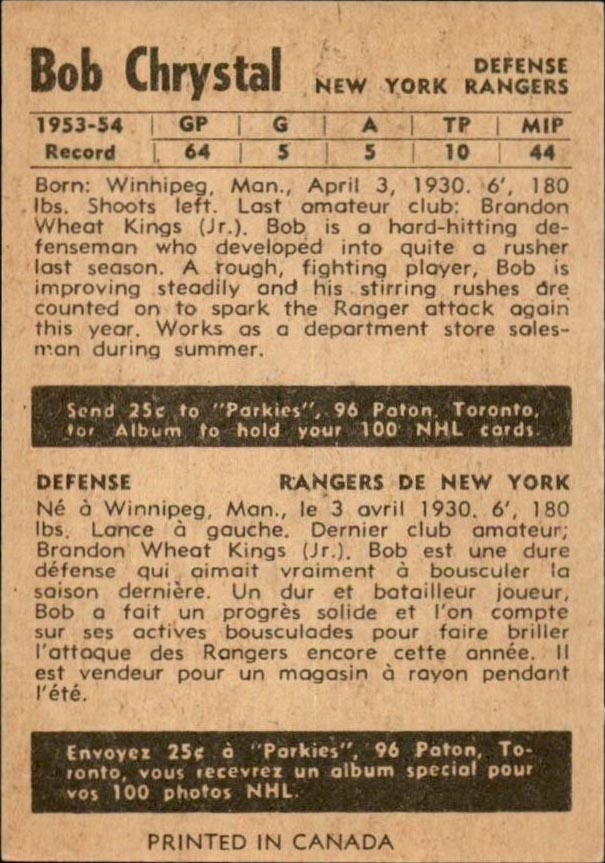 Bob Chrystal
DEFENSE
NEW YORK RANGERS
1953-54 | GP | G | A | TP | MIP
Record | 64 | 5 | 5 | 10 | 44
Born: Winnipeg, Man., April 3, 1930. 6', 180
lbs. Shoots left. Last amateur club: Brandon
Wheat Kings (Jr.). Bob is a hard-hitting de-
fenseman who developed into quite a rusher
last season. A rough, fighting player, Bob is
improving steadily and his stirring rushes are
counted on to spark the Ranger attack again
this year. Works as a department store sales-
man during summer.
Send 25c to "Parkies", 96 Paton, Toronto,
for Album to hold your 100 NHL cards.
DEFENSE RANGERS DE NEW YORK
Né à Winnipeg, Man., le 3 avril 1930. 6', 180
lbs. Lance à gauche. Dernier club amateur;
Brandon Wheat Kings (Jr.). Bob est une dure
défense qui aimait vraiment à bousculer la
saison dernière. Un dur et batailleur joueur,
Bob a fait un progrès solide et l'on compte
sur ses actives bousculades pour faire briller
l'attaque des Rangers encore cette année. Il
est vendeur pour un magasin à rayon pendant
l'été.
Envoyez 25¢ à "Parkies", 96 Paton, To-
ronto, vous recevrez un album special pour
vos 100 photos NHL.
PRINTED IN CANADA